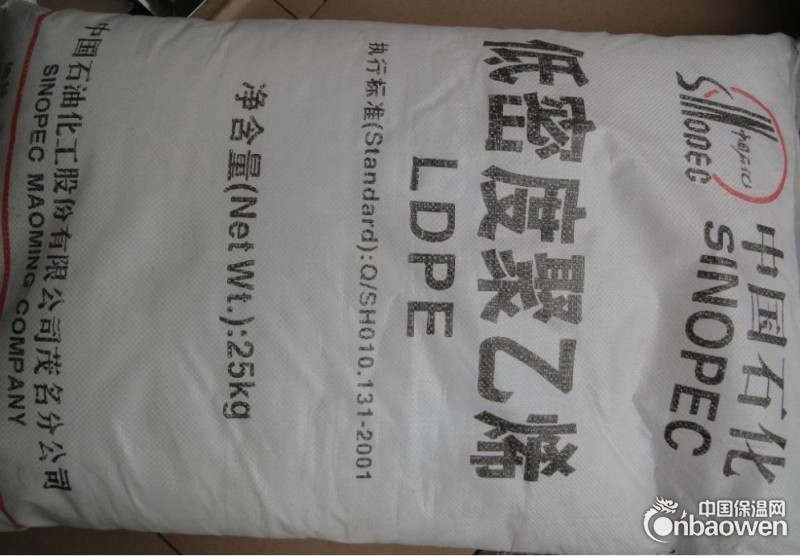 SINOPEC
中国石化
SINOPEC
低密度聚乙烯
LDPE
执行标准(Standard):Q/SH010.131-2001
净含量(Net Wt.):25kg
中国石油化工股份有限公司茂名分公司
SINOPEC MAOMING COMPANY
中国保温网
cnbaowen.net